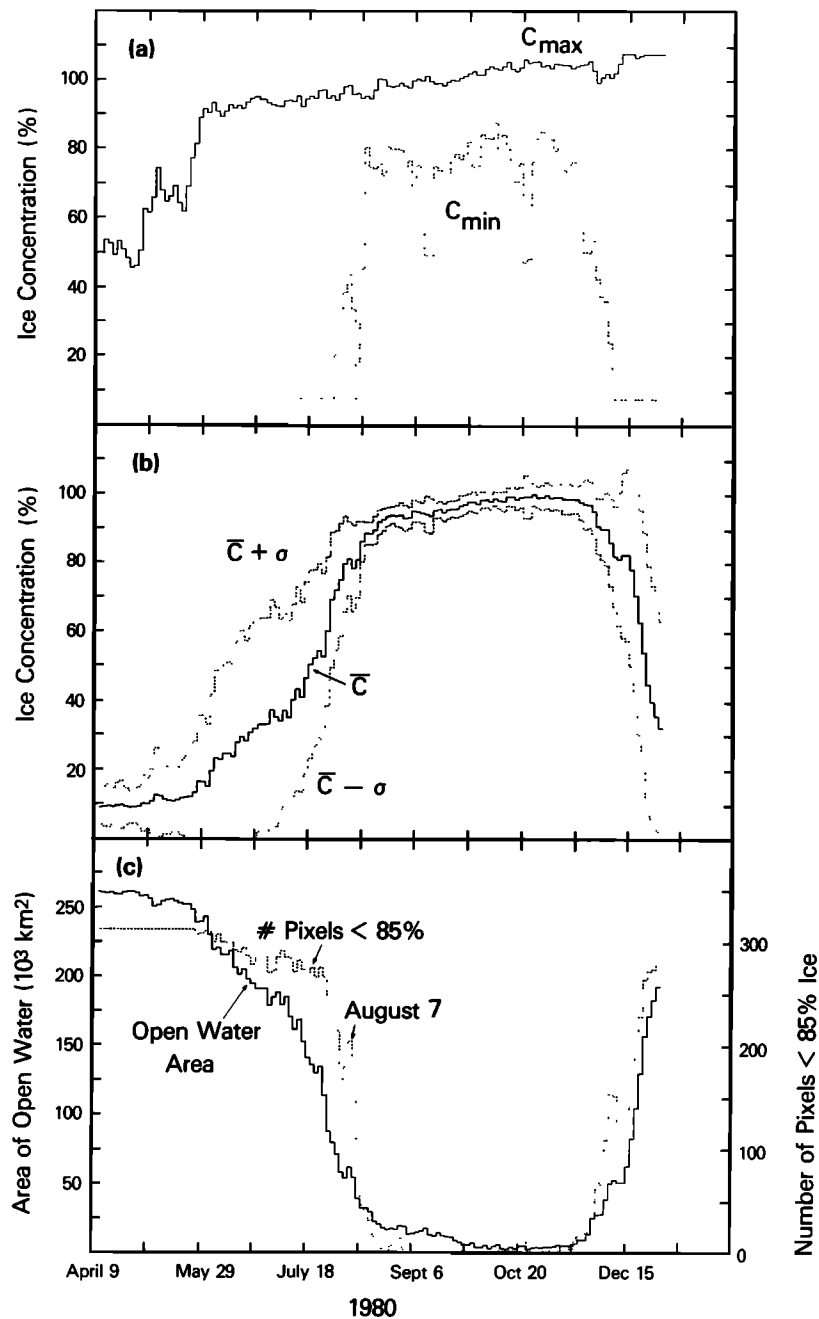 (a)
C max
C min
Ice Concentration (%)
100
80
60
40
20
(b)
C̅ + σ
C̅
C̅ − σ
Ice Concentration (%)
100
80
60
40
20
(c)
# Pixels < 85%
August 7
Open Water
Area
Area of Open Water (10³ km²)
250
200
150
100
50
Number of Pixels < 85% Ice
300
200
100
0
April 9
May 29
July 18
Sept 6
Oct 20
Dec 15
1980